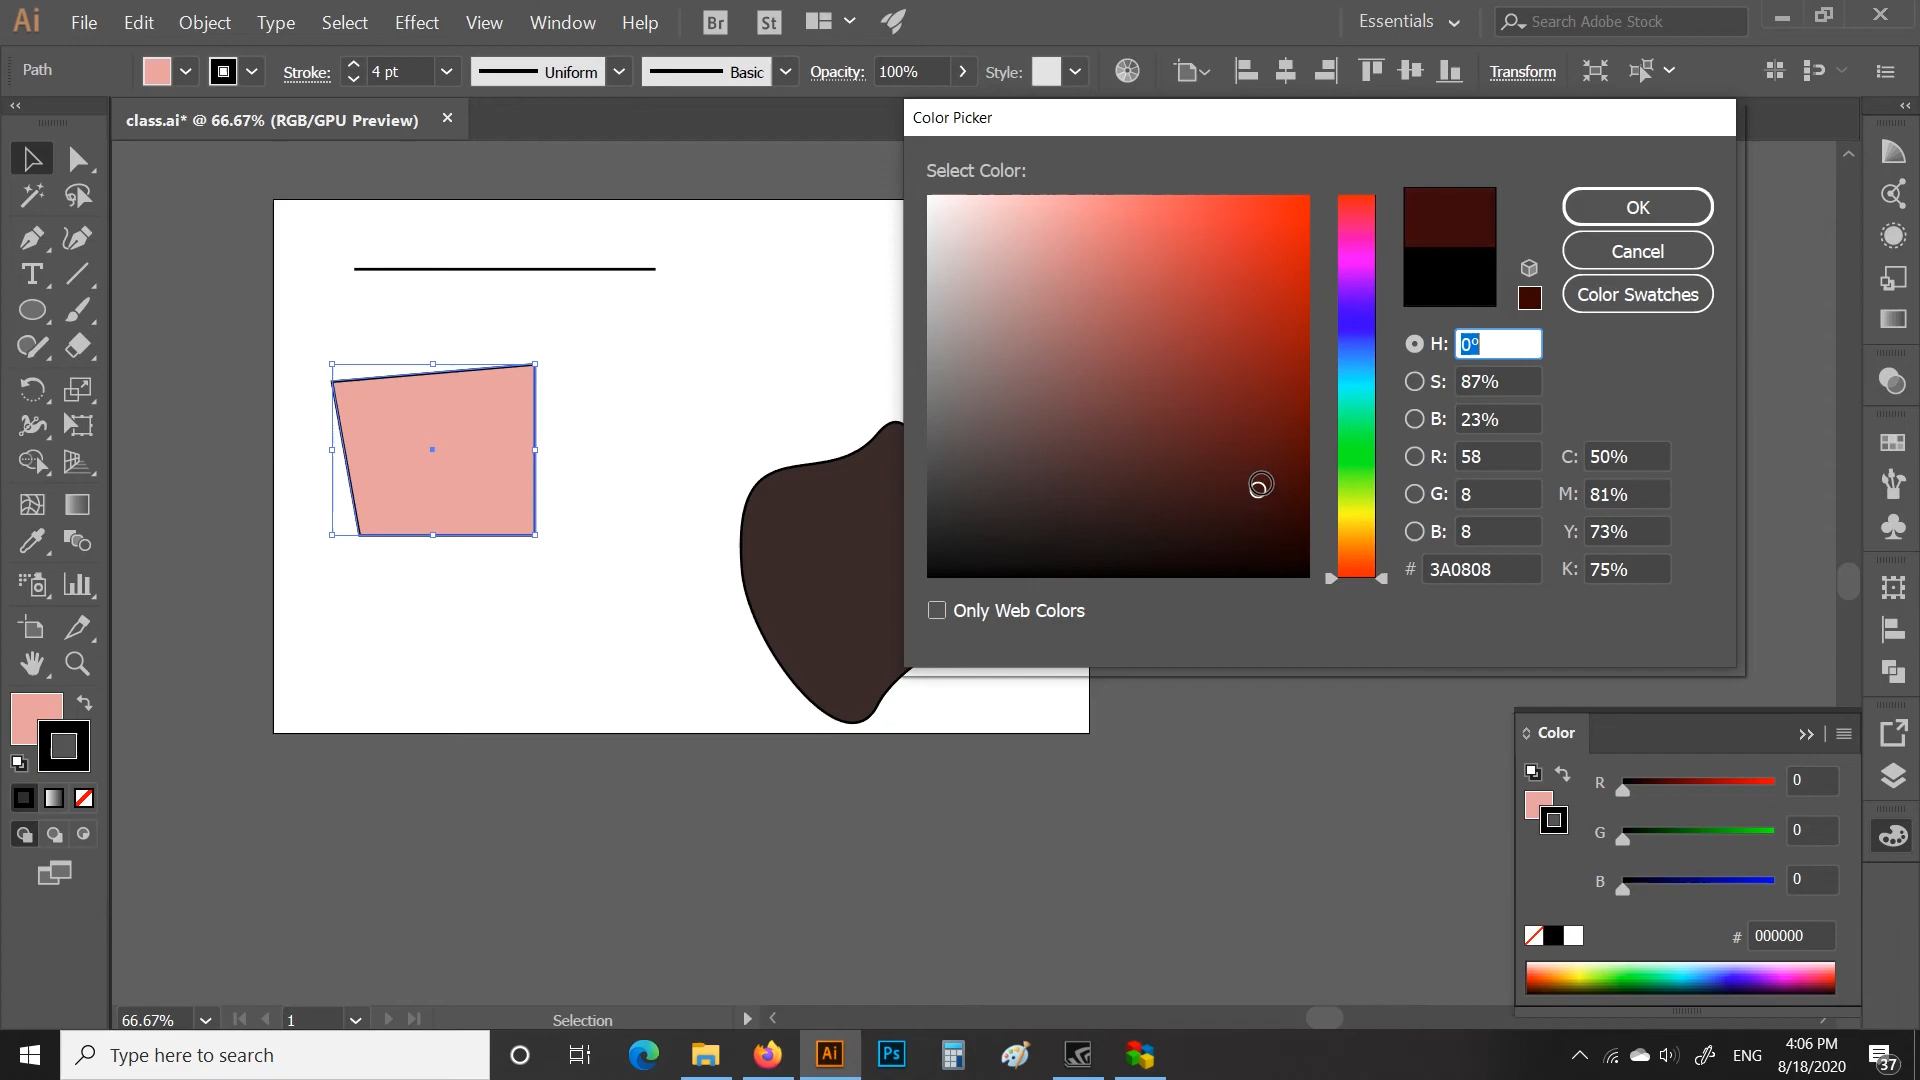 Ai File Edit Object Type Select Effect View Window Help Br St Essentials Search Adobe Stock
Path Stroke: 4 pt Uniform Basic Opacity: 100% Style: Transform
class.ai* @ 66.67% (RGB/GPU Preview)
Color Picker
Select Color:
OK
Cancel
Color Swatches
H: 0°
S: 87%
B: 23%
R: 58 C: 50%
G: 8 M: 81%
B: 8 Y: 73%
# 3A0808 K: 75%
Only Web Colors
T
Color
R 0
G 0
B 0
# 000000
66.67% 1 Selection
Type here to search Ai Ps ENG 4:06 PM
8/18/2020
37